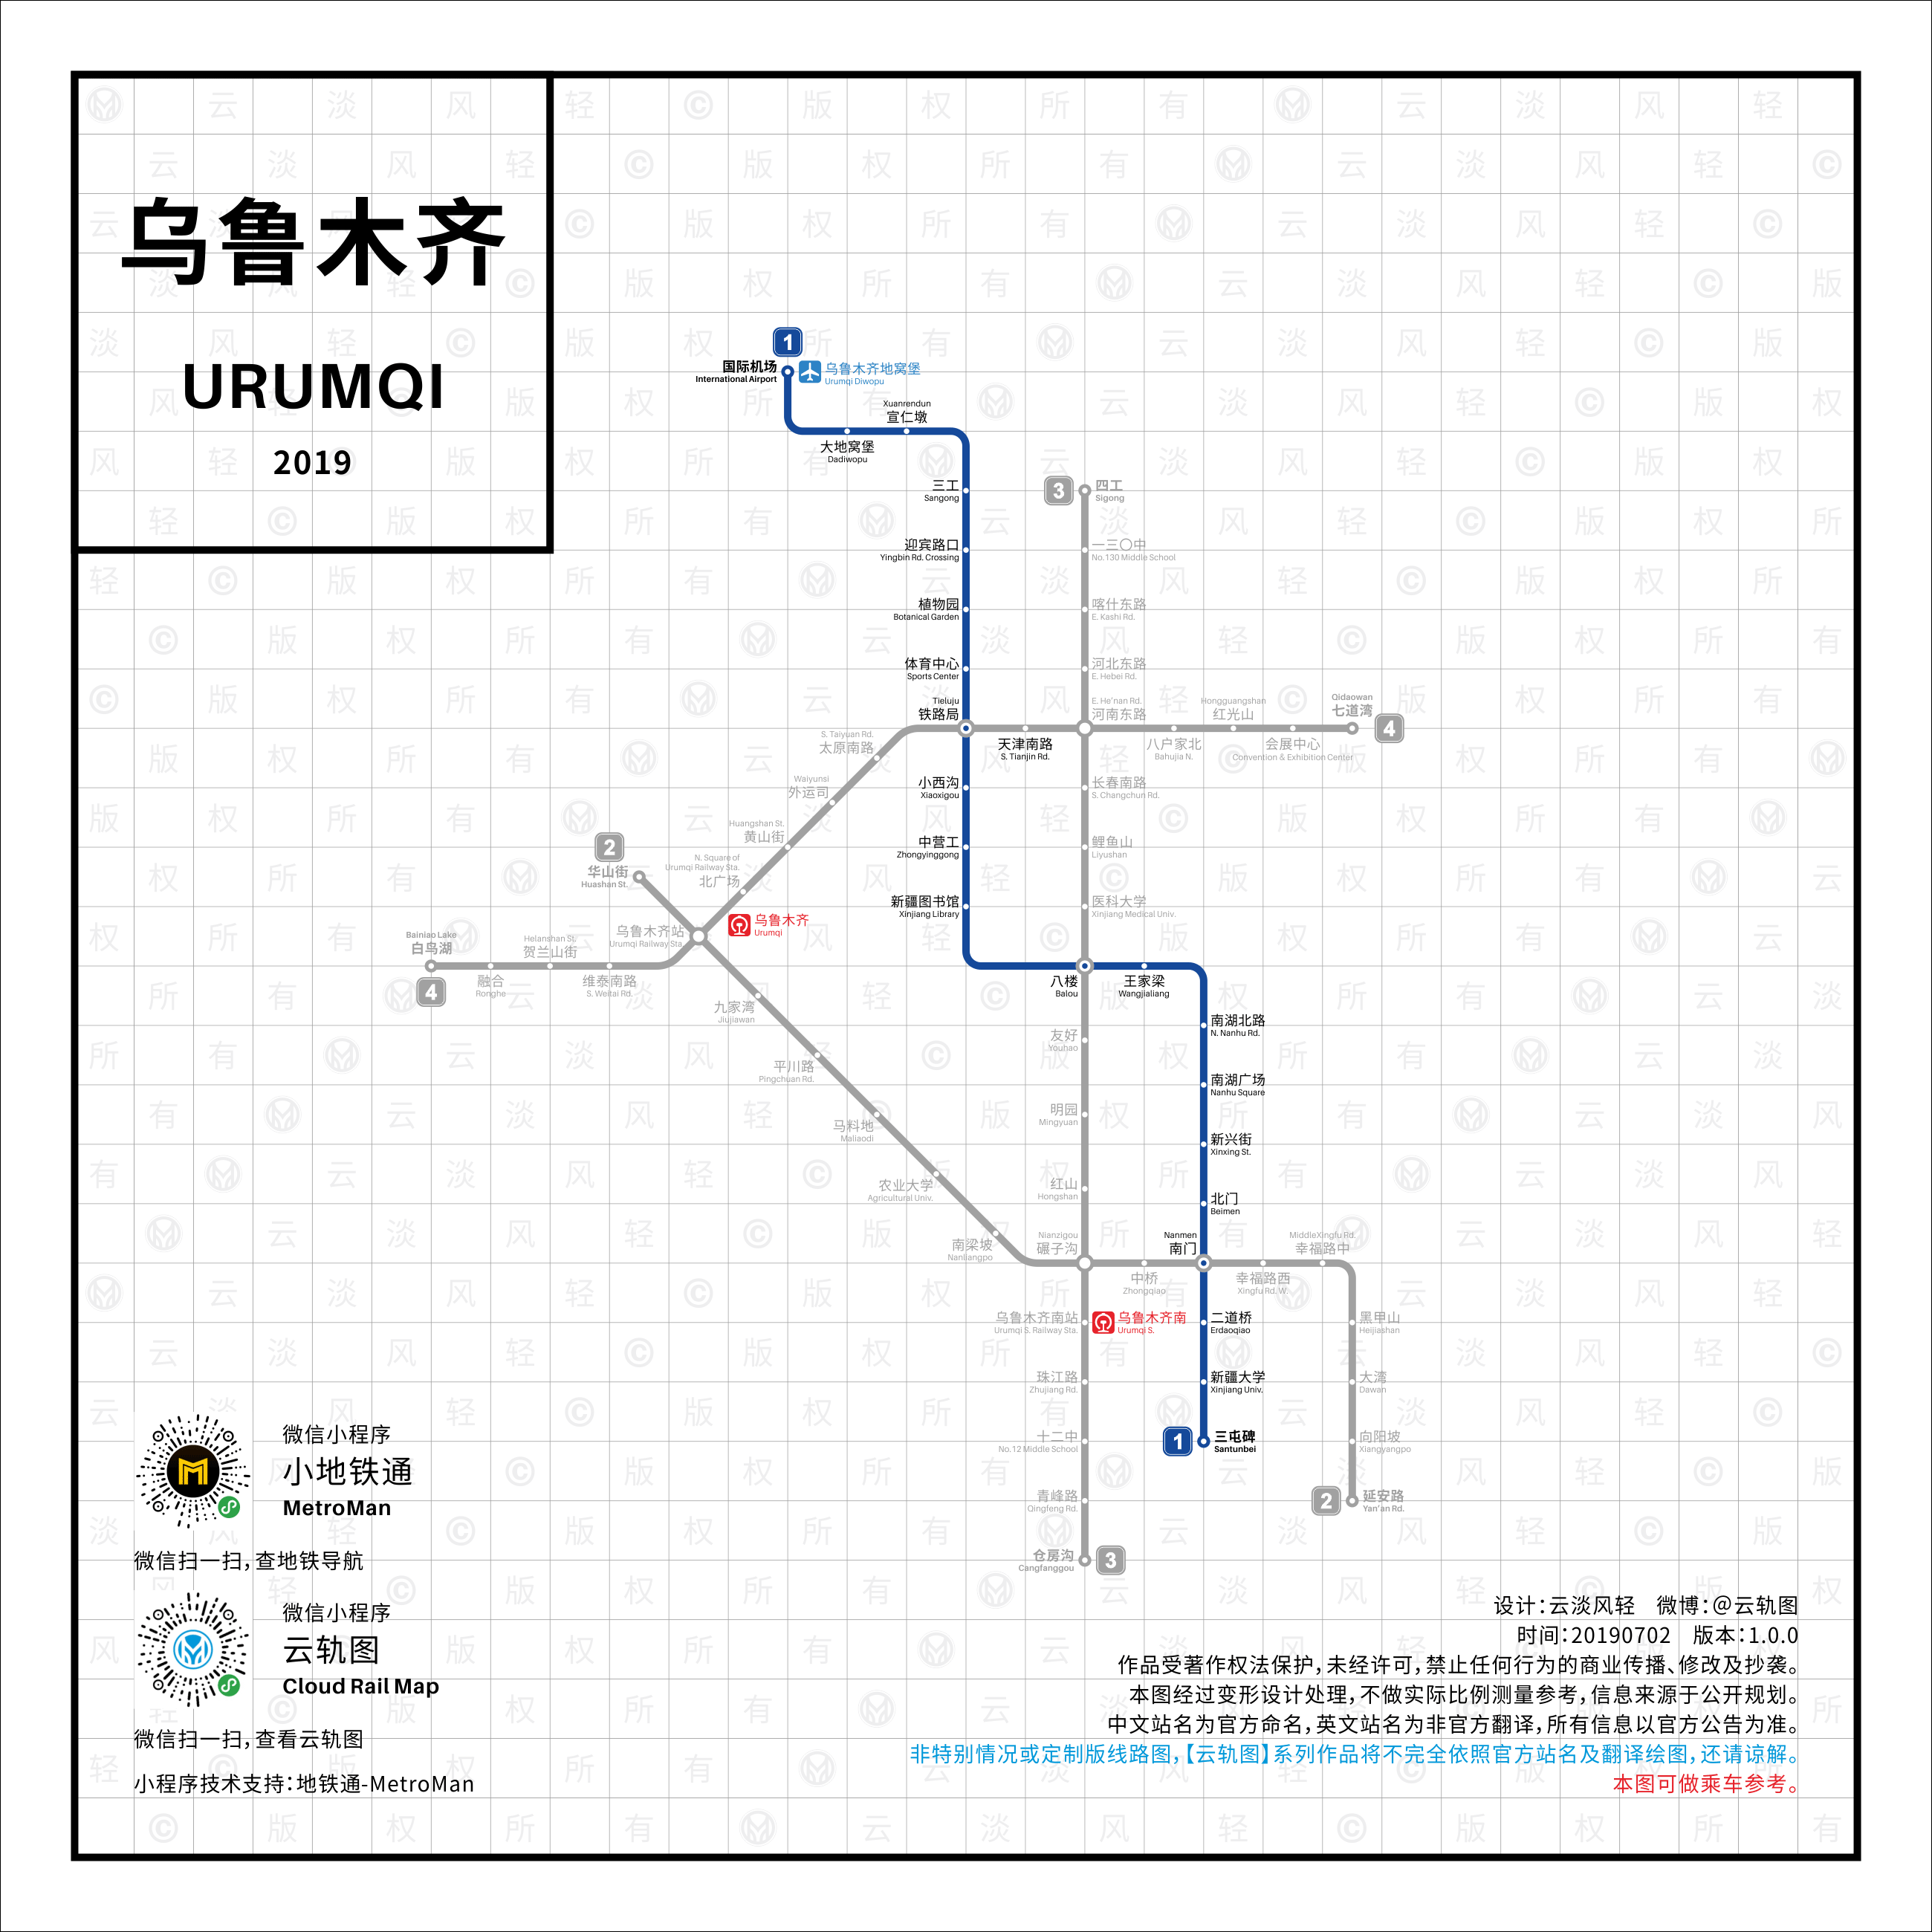 乌鲁木齐
URUMQI
2019
1
国际机场
International Airport
乌鲁木齐地窝堡
Urumqi Diwopu
Xuanrendun
宣仁墩
大地窝堡
Dadiwopu
三工
Sangong
3
四工
Sigong
迎宾路口
Yingbin Rd. Crossing
一三〇中
No.130 Middle School
植物园
Botanical Garden
喀什东路
E. Kashi Rd.
体育中心
Sports Center
河北东路
E. Hebei Rd.
Tieluju
铁路局
E. He'nan Rd.
河南东路
Hongguangshan
红光山
Qidaowan
七道湾
4
天津南路
S. Tianjin Rd.
八户家北
Bahujia N.
会展中心
Convention & Exhibition Center
S. Taiyuan Rd.
太原南路
小西沟
Xiaoxigou
长春南路
S. Changchun Rd.
Waiyunsi
外运司
Huangshan St.
黄山街
中营工
Zhongyinggong
鲤鱼山
Liyushan
2
华山街
Huashan St.
N. Square of
Urumqi Railway Sta.
北广场
新疆图书馆
Xinjiang Library
医科大学
Xinjiang Medical Univ.
乌鲁木齐站
Urumqi Railway Sta.
乌鲁木齐
Urumqi
Bainiao Lake
白鸟湖
Helanshan St.
贺兰山街
4
融合
Ronghe
维泰南路
S. Weitai Rd.
八楼
Balou
王家梁
Wangjialiang
九家湾
Jiujiawan
南湖北路
N. Nanhu Rd.
友好
Youhao
平川路
Pingchuan Rd.
南湖广场
Nanhu Square
马料地
Maliaodi
明园
Mingyuan
新兴街
Xinxing St.
农业大学
Agricultural Univ.
红山
Hongshan
北门
Beimen
南梁坡
Nanliangpo
Nianzigou
碾子沟
Nanmen
南门
MiddleXingfu Rd.
幸福路中
中桥
Zhongqiao
幸福路西
Xingfu Rd. W.
乌鲁木齐南站
Urumqi S. Railway Sta.
乌鲁木齐南
Urumqi S.
二道桥
Erdaoqiao
黑甲山
Heijiashan
珠江路
Zhujiang Rd.
新疆大学
Xinjiang Univ.
大湾
Dawan
十二中
No.12 Middle School
1
三屯碑
Santunbei
向阳坡
Xiangyangpo
青峰路
Qingfeng Rd.
2
延安路
Yan'an Rd.
仓房沟
Cangfanggou
3
微信小程序
小地铁通
MetroMan
微信扫一扫，查地铁导航
微信小程序
云轨图
Cloud Rail Map
微信扫一扫，查看云轨图
小程序技术支持：地铁通-MetroMan
设计：云淡风轻　微博：@云轨图
时间：20190702　版本：1.0.0
作品受著作权法保护，未经许可，禁止任何行为的商业传播、修改及抄袭。
本图经过变形设计处理，不做实际比例测量参考，信息来源于公开规划。
中文站名为官方命名，英文站名为非官方翻译，所有信息以官方公告为准。
非特别情况或定制版线路图，【云轨图】系列作品将不完全依照官方站名及翻译绘图，还请谅解。
本图可做乘车参考。